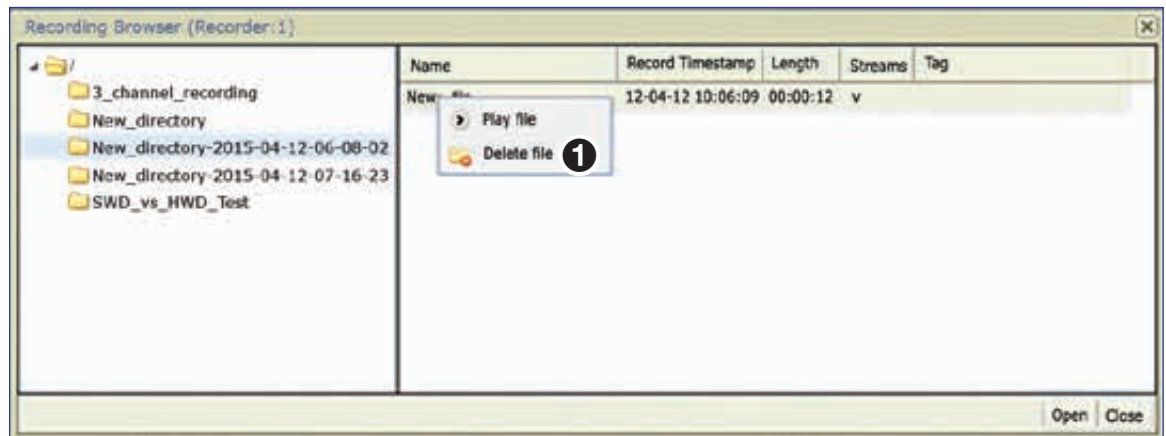 Recording Browser (Recorder:1)
/
3_channel_recording
New_directory
New_directory-2015-04-12-06-08-02
New_directory-2015-04-12-07-16-23
SWD_vs_HWD_Test
Name Record Timestamp Length Streams Tag
12-04-12 10:06:09 00:00:12 v
Play file
Delete file 1
Open Close